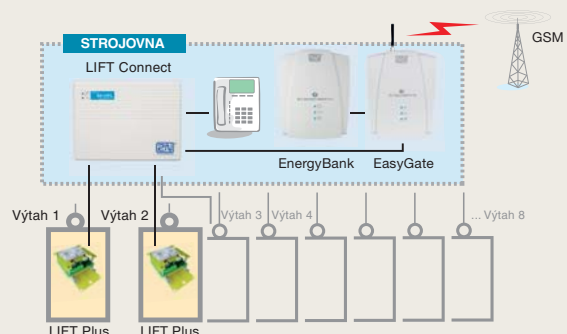 STROJOVNA
GSM
LIFT Connect
EnergyBank EasyGate
Výtah 1 Výtah 2 Výtah 3 Výtah 4 ... Výtah 8
LIFT Plus LIFT Plus